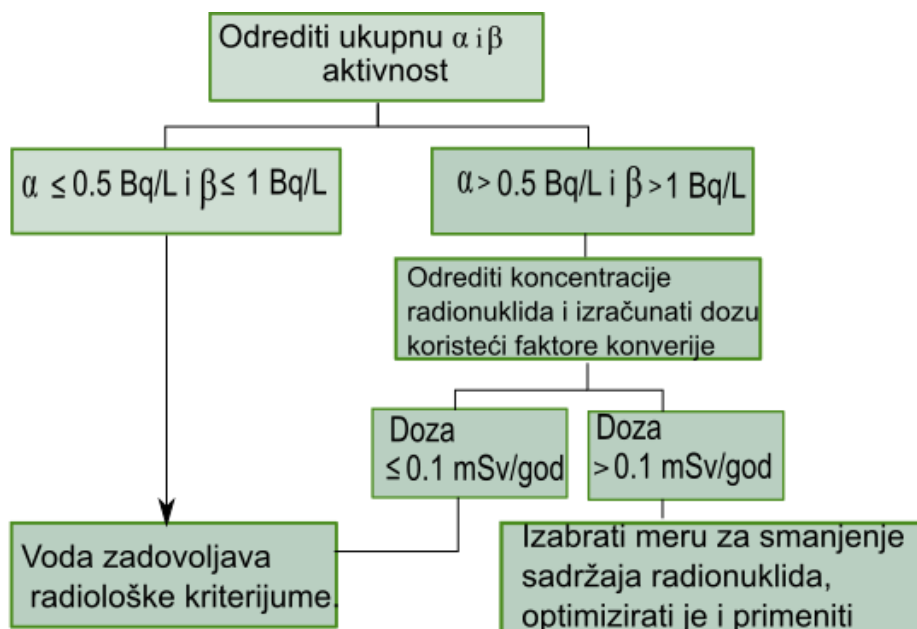 Odrediti ukupnu α i β
aktivnost
α ≤ 0.5 Bq/L i β ≤ 1 Bq/L
α > 0.5 Bq/L i β > 1 Bq/L
Odrediti koncentracije
radionuklida i izračunati dozu
koristeći faktore konverije
Doza
≤ 0.1 mSv/god
Doza
> 0.1 mSv/god
Voda zadovoljava
radiološke kriterijume.
Izabrati meru za smanjenje
sadržaja radionuklida,
optimizirati je i primeniti